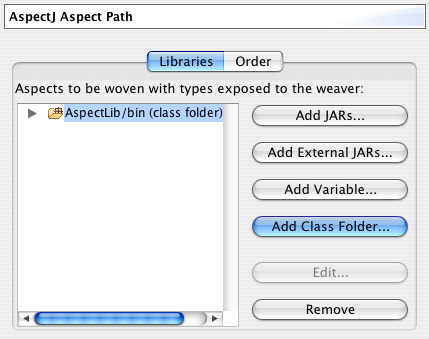 AspectJ Aspect Path
Libraries Order
Aspects to be woven with types exposed to the weaver:
AspectLib/bin (class folder)
Add JARs...
Add External JARs...
Add Variable...
Add Class Folder...
Edit...
Remove